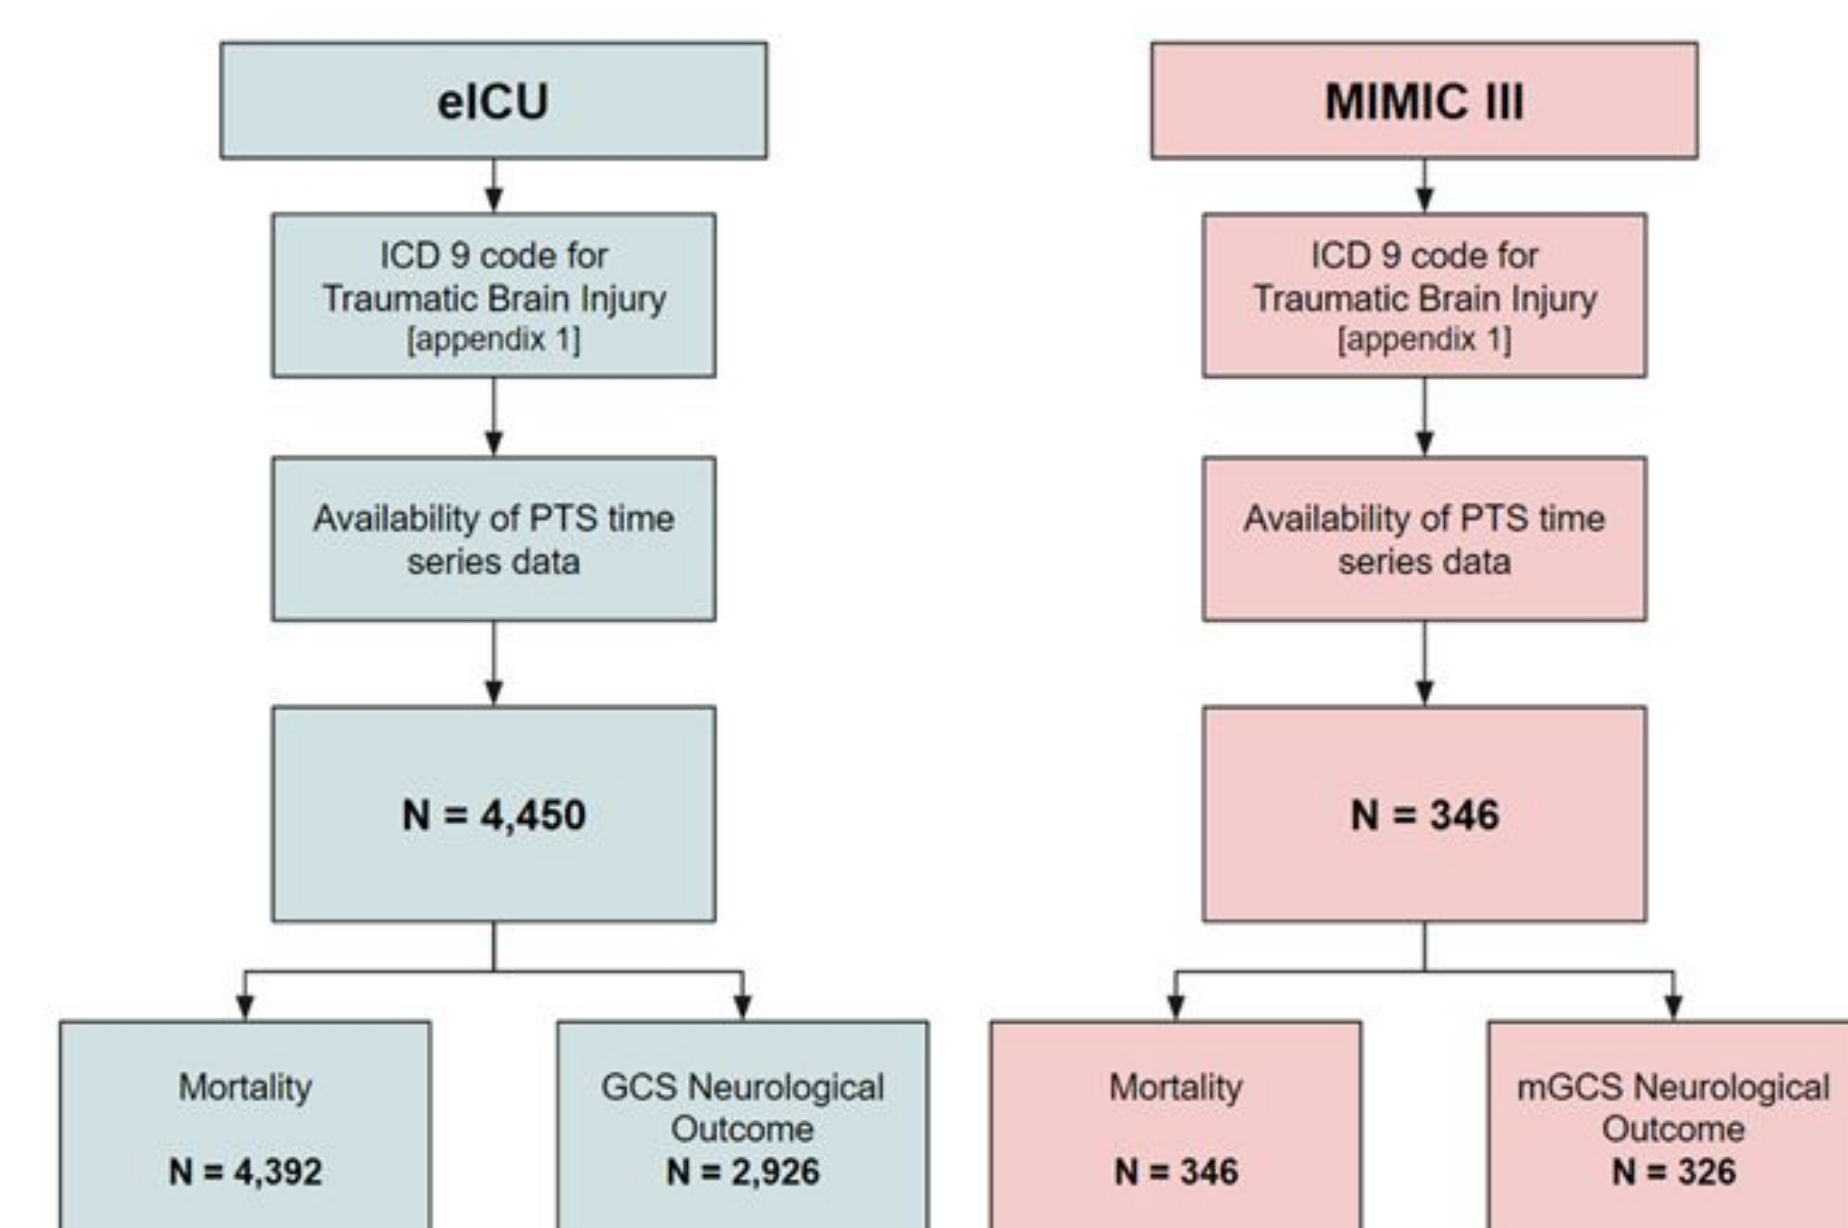 eICU
ICD 9 code for
Traumatic Brain Injury
[appendix 1]
Availability of PTS time
series data
N = 4,450
Mortality
N = 4,392
GCS Neurological
Outcome
N = 2,926
MIMIC III
ICD 9 code for
Traumatic Brain Injury
[appendix 1]
Availability of PTS time
series data
N = 346
Mortality
N = 346
mGCS Neurological
Outcome
N = 326